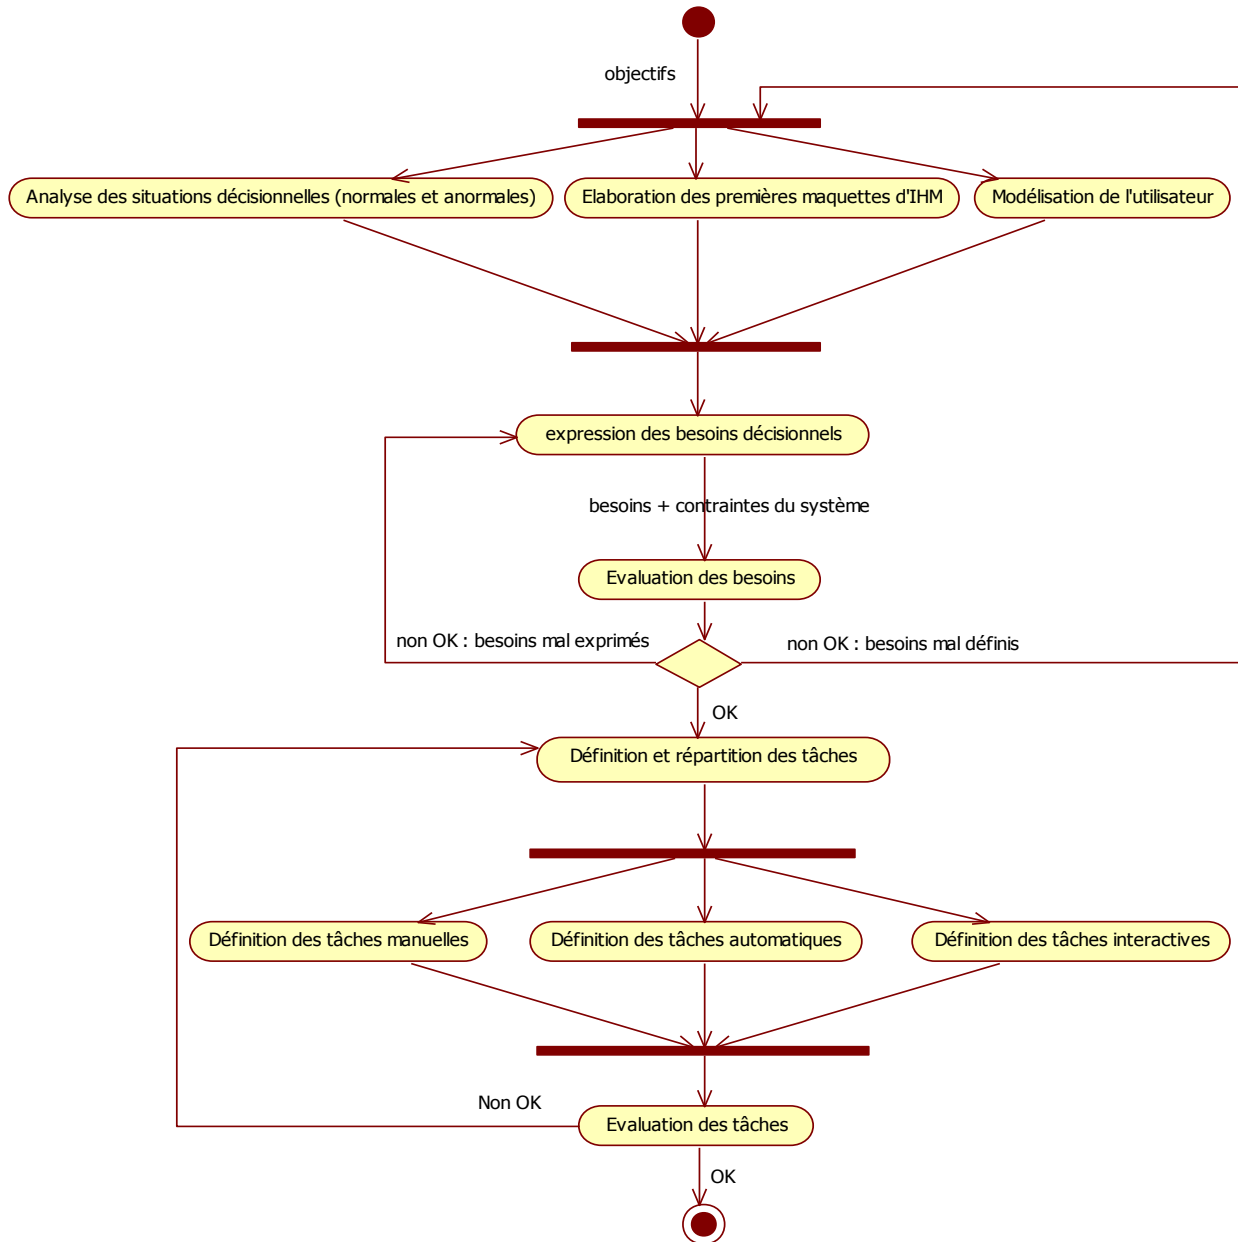 objectifs
Analyse des situations décisionnelles (normales et anormales)
Elaboration des premières maquettes d'IHM
Modélisation de l'utilisateur
expression des besoins décisionnels
besoins + contraintes du système
Evaluation des besoins
non OK : besoins mal exprimés
non OK : besoins mal définis
OK
Définition et répartition des tâches
Définition des tâches manuelles
Définition des tâches automatiques
Définition des tâches interactives
Non OK
Evaluation des tâches
OK